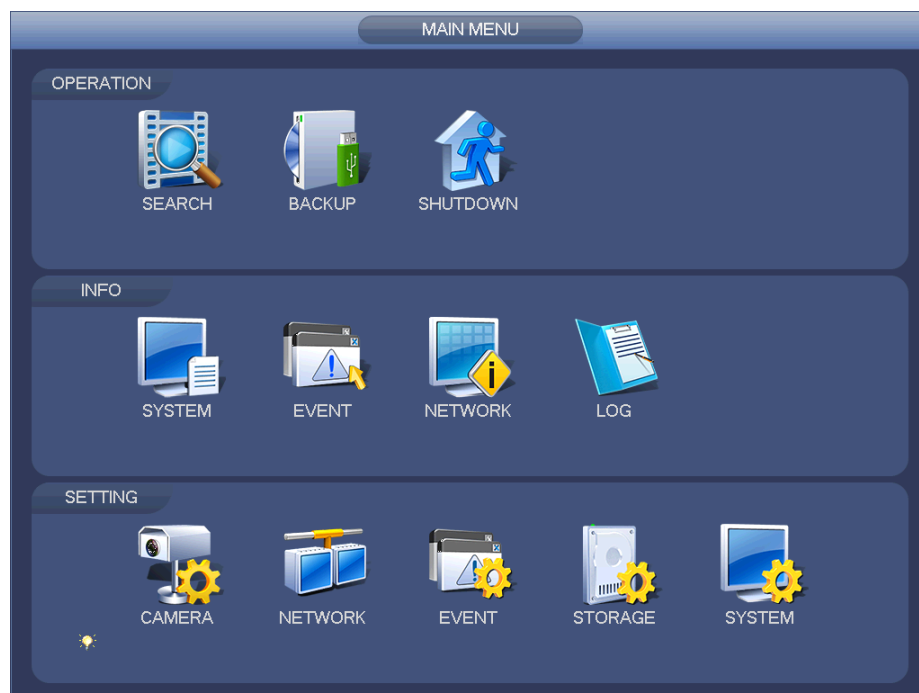 MAIN MENU
OPERATION
SEARCH BACKUP SHUTDOWN
INFO
SYSTEM EVENT NETWORK LOG
SETTING
CAMERA NETWORK EVENT STORAGE SYSTEM